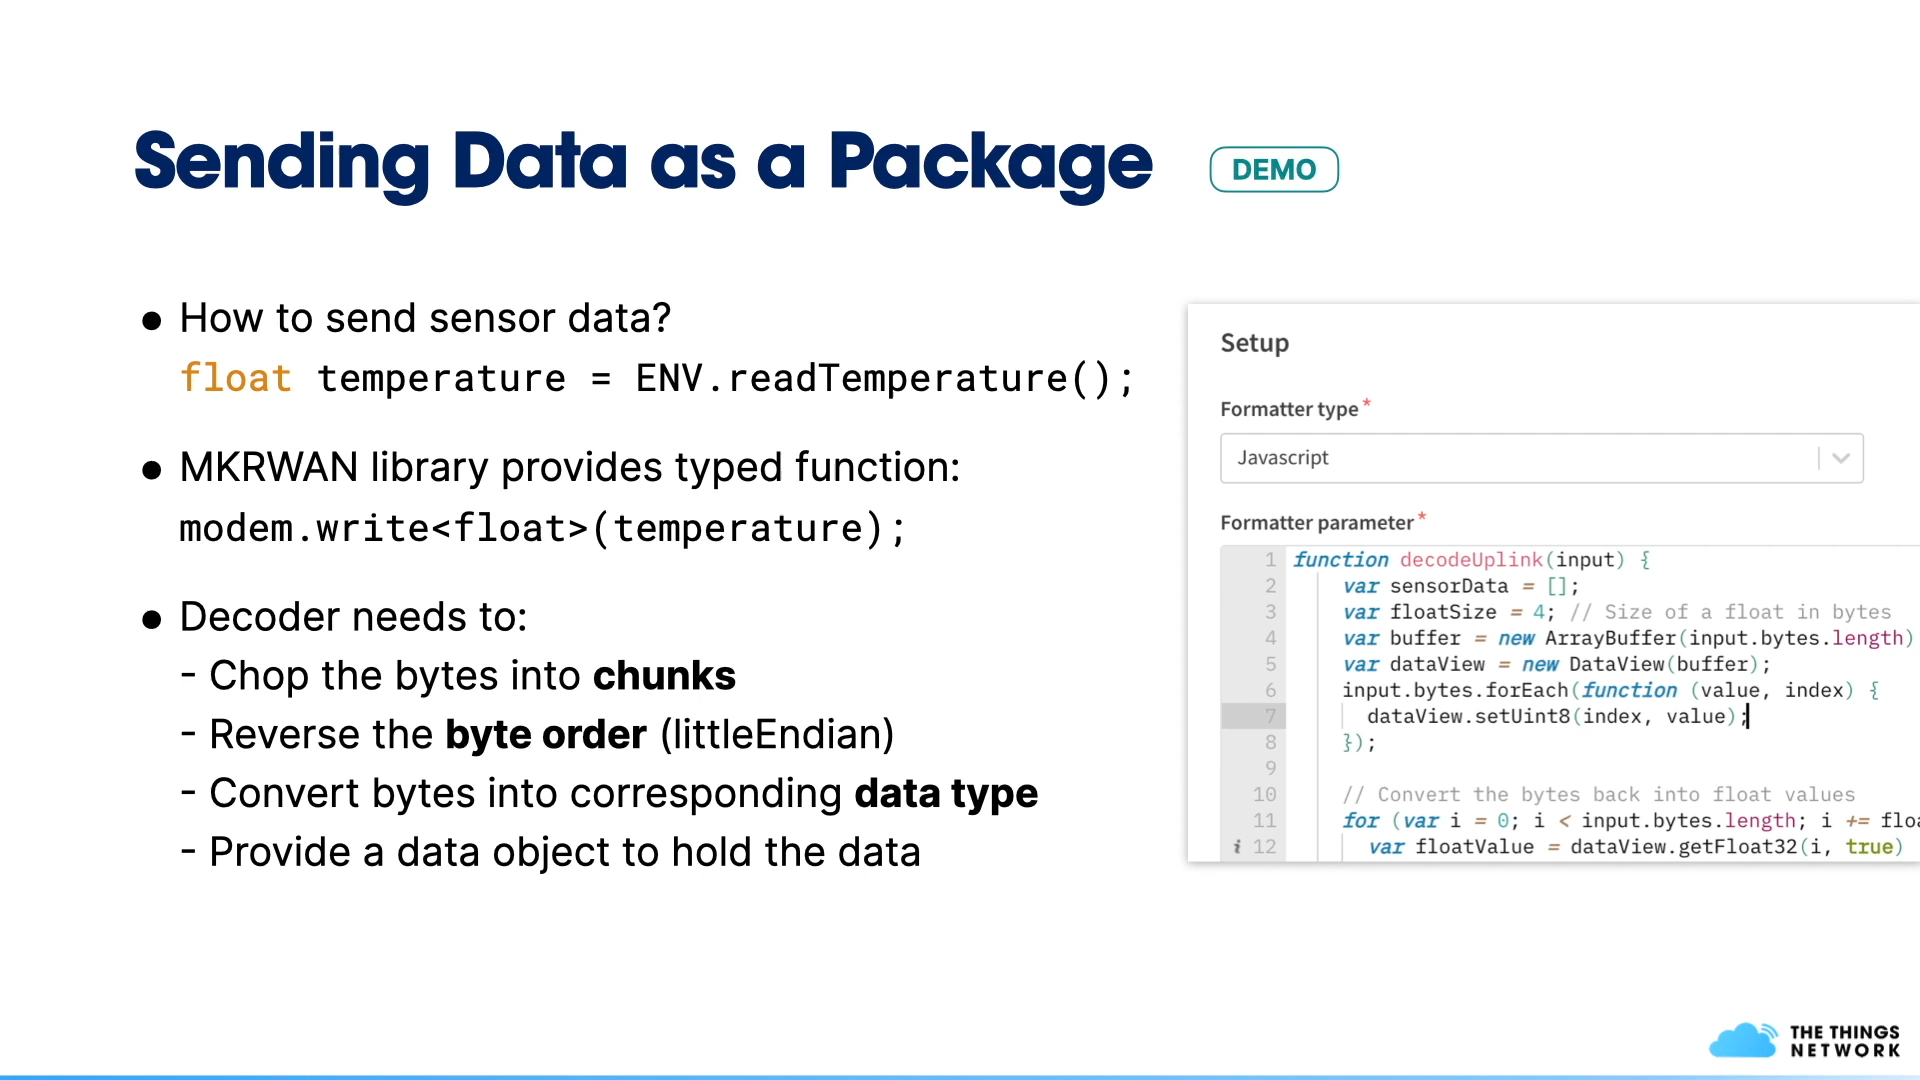 Sending Data as a Package
DEMO
● How to send sensor data?
float temperature = ENV.readTemperature();
● MKRWAN library provides typed function:
modem.write<float>(temperature);
● Decoder needs to:
- Chop the bytes into chunks
- Reverse the byte order (littleEndian)
- Convert bytes into corresponding data type
- Provide a data object to hold the data
Setup
Formatter type *
Javascript
Formatter parameter *
1 function decodeUplink(input) {
2 var sensorData = [];
3 var floatSize = 4; // Size of a float in bytes
4 var buffer = new ArrayBuffer(input.bytes.length)
5 var dataView = new DataView(buffer);
6 input.bytes.forEach(function (value, index) {
7 dataView.setUint8(index, value);
8 });
9
10 // Convert the bytes back into float values
11 for (var i = 0; i < input.bytes.length; i += floa
i 12 var floatValue = dataView.getFloat32(i, true)
THE THINGS
NETWORK